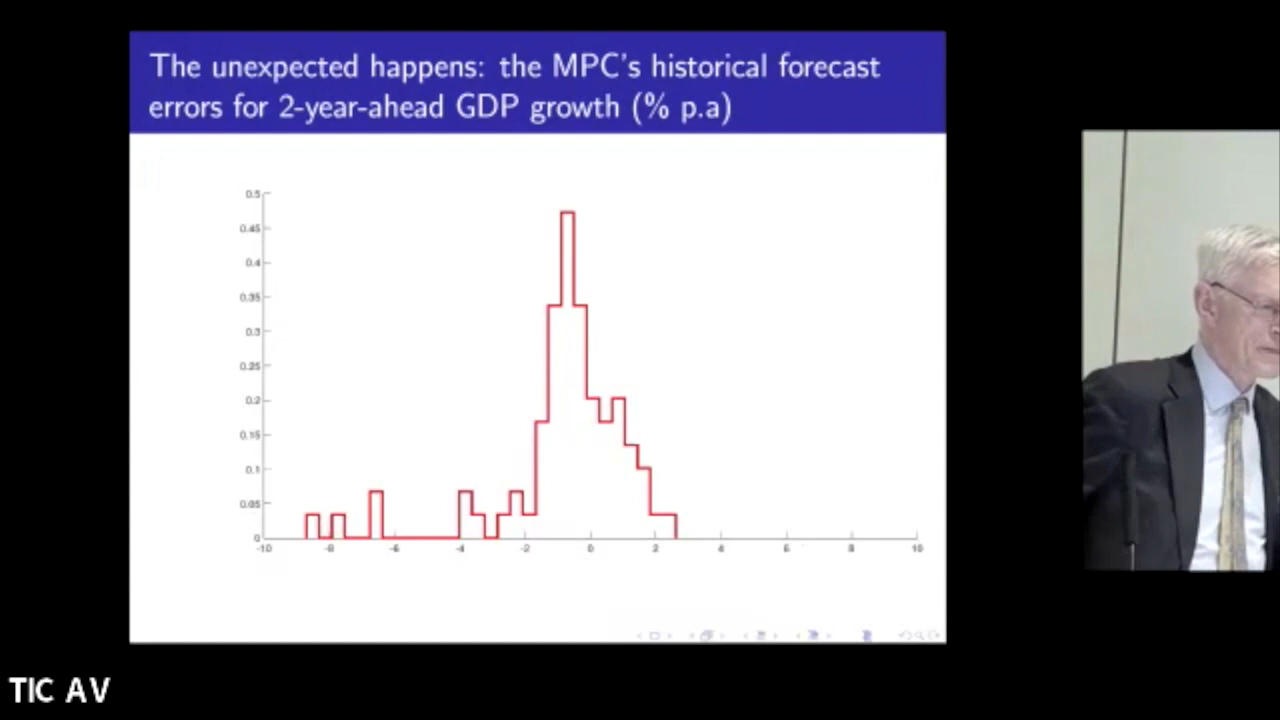 The unexpected happens: the MPC's historical forecast
errors for 2-year-ahead GDP growth (% p.a)
0.5
0.45
0.4
0.35
0.3
0.25
0.2
0.15
0.1
0.05
0
-10 -8 -6 -4 -2 0 2 4 6 8 10
TIC AV